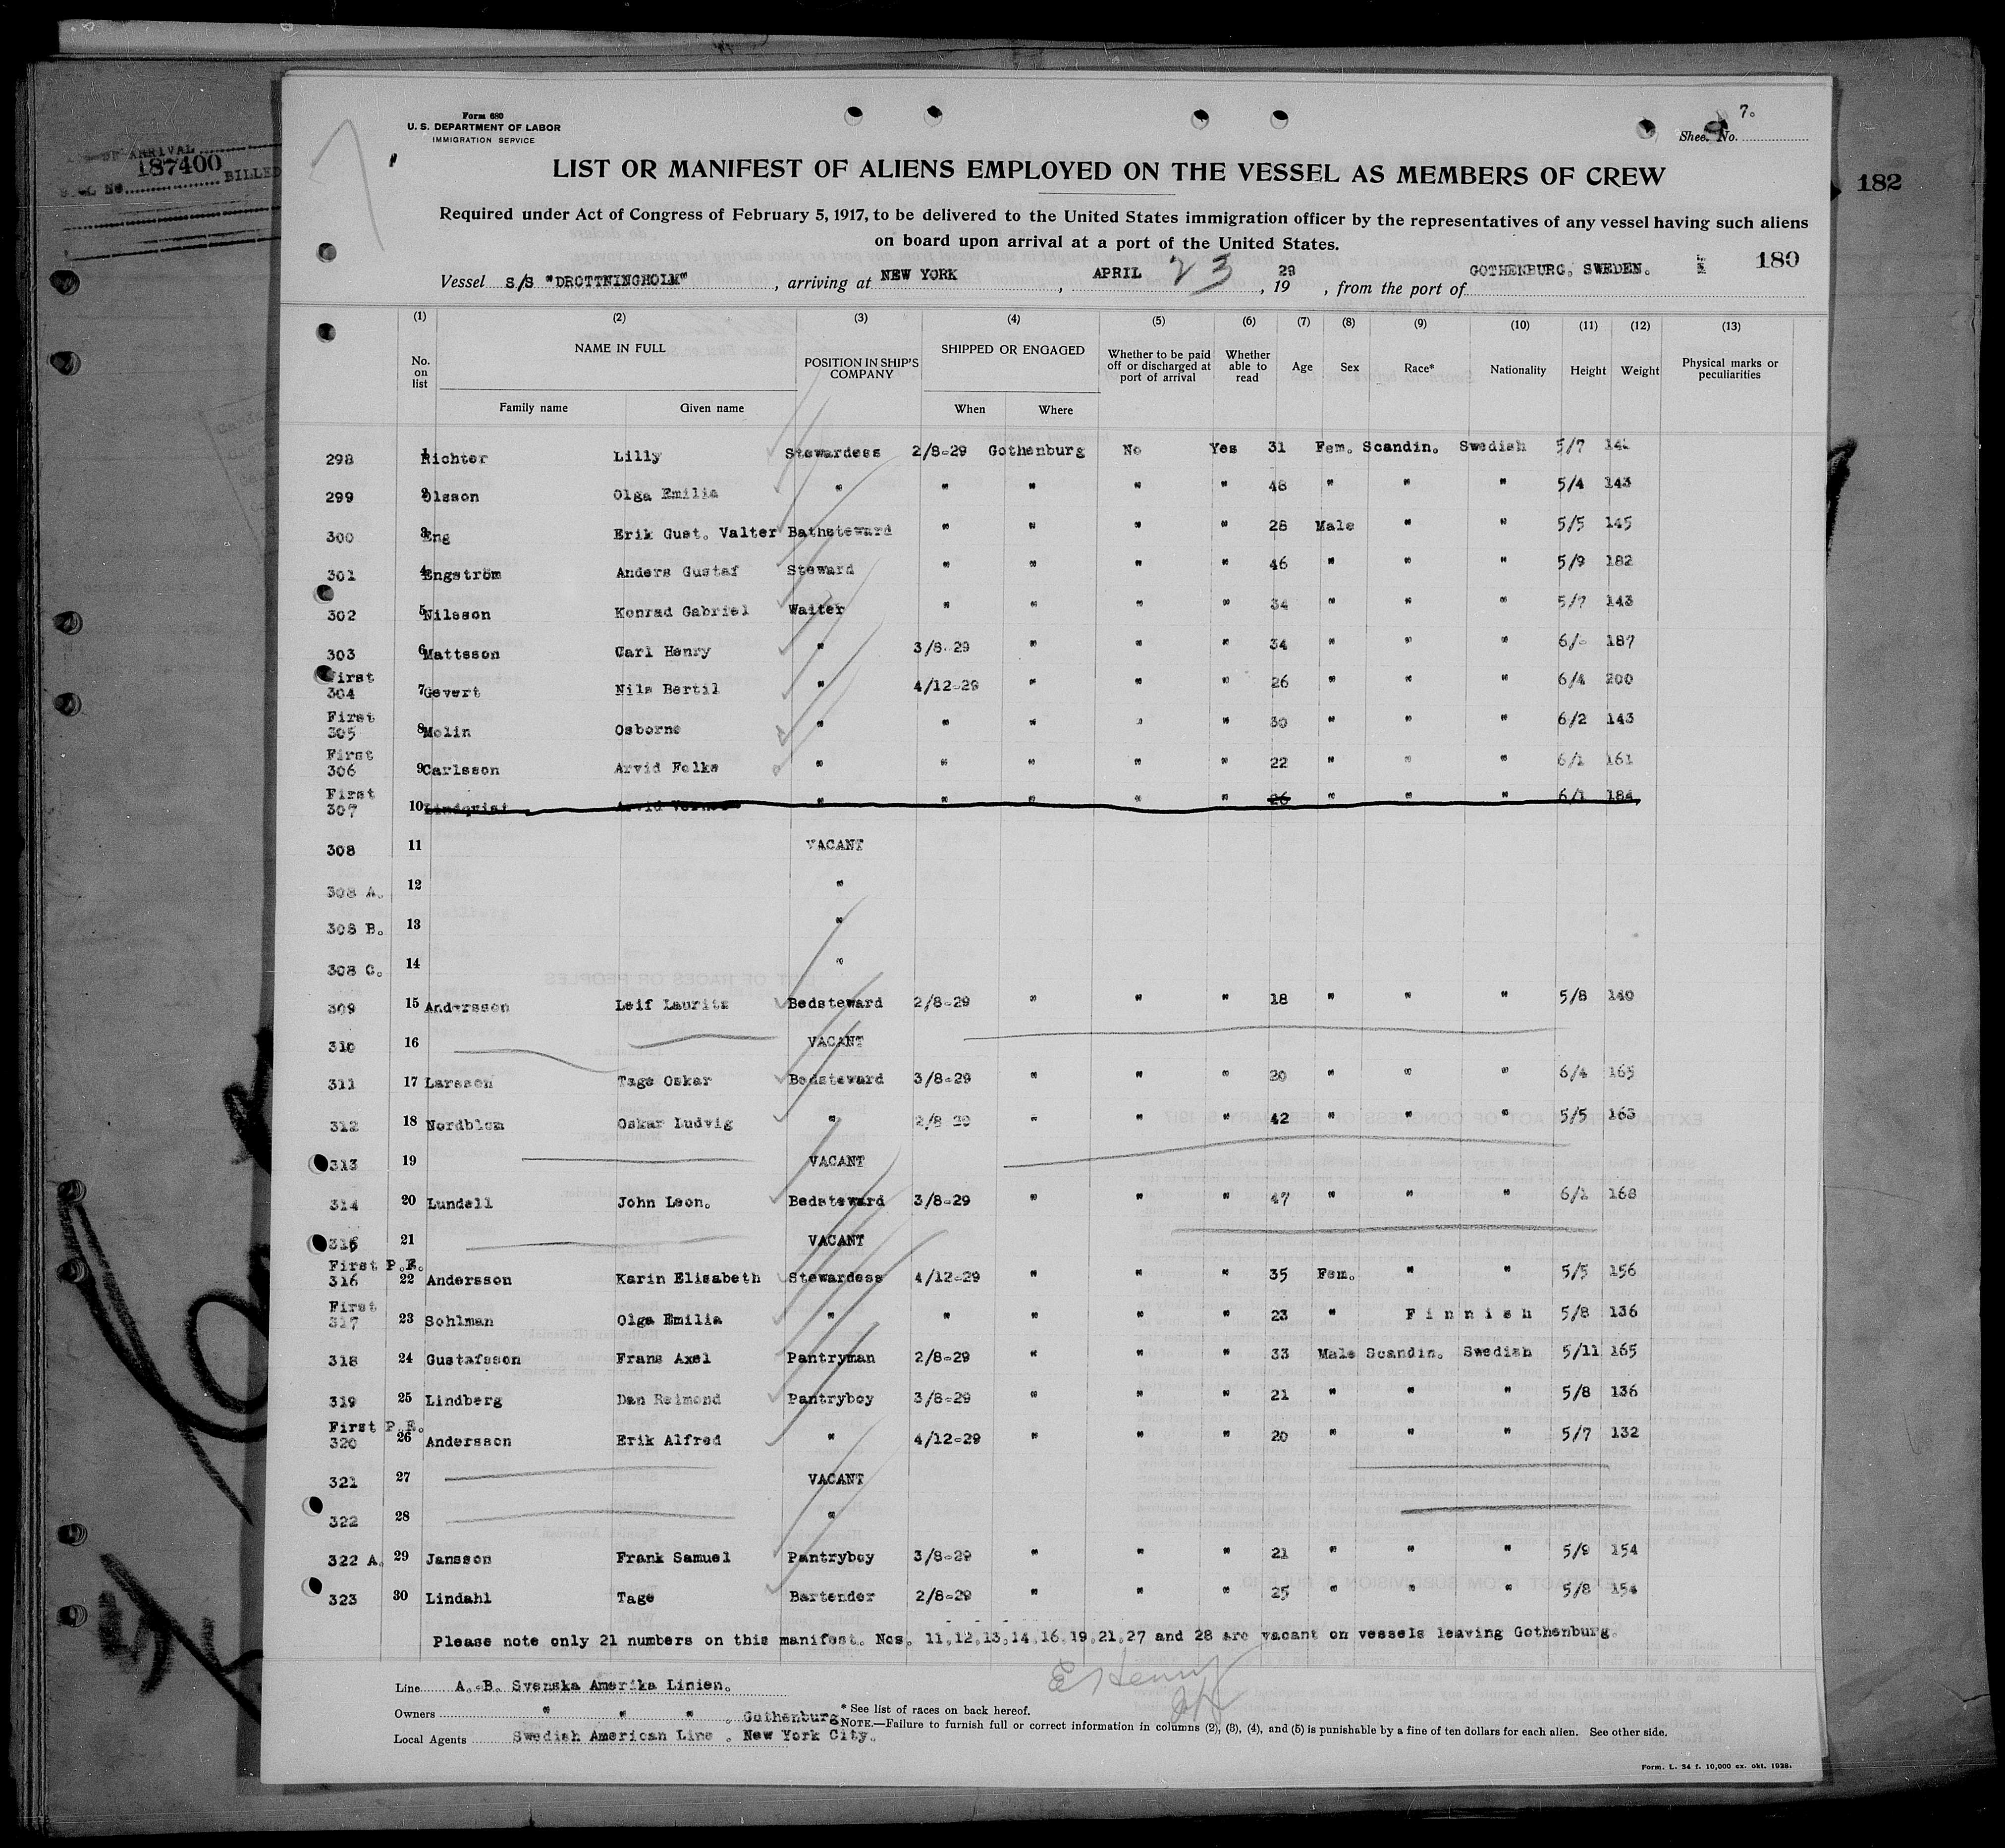 Form 680
U. S. DEPARTMENT OF LABOR
IMMIGRATION SERVICE
7.
Sheet No.
ARRIVAL
187400
No. BILLED
182
LIST OR MANIFEST OF ALIENS EMPLOYED ON THE VESSEL AS MEMBERS OF CREW
Required under Act of Congress of February 5, 1917, to be delivered to the United States immigration officer by the representatives of any vessel having such aliens
on board upon arrival at a port of the United States.
180
Vessel S/S "DROTTNINGHOLM", arriving at NEW YORK, APRIL 23, 1929, from the port of GOTHENBURG, SWEDEN.
(1) (2) (3) (4) (5) (6) (7) (8) (9) (10) (11) (12) (13)
No. on list NAME IN FULL POSITION IN SHIP'S COMPANY SHIPPED OR ENGAGED Whether to be paid off or discharged at port of arrival Whether able to read Age Sex Race* Nationality Height Weight Physical marks or peculiarities
Family name Given name When Where
298 1 Richter Lilly Stewardess 2/8-29 Gothenburg No Yes 31 Fem. Scandin. Swedish 5/7
299 2 Olsson Olga Emilia " " " " " 48 " " " 5/4 143
300 3 Eng Erik Gust. Valter Bathsteward " " " " 28 Male " " 5/5 145
301 4 Engström Anders Gustaf Steward " " " " 46 " " " 5/9 182
302 5 Nilsson Konrad Gabriel Waiter " " " " 34 " " " 5/7 143
303 6 Mattsson Carl Henry " 3/8-29 " " " 34 " " " 6/- 187
First
304 7 Gevert Nils Bertil " 4/12-29 " " " 26 " " " 6/4 200
First
305 8 Molin Osborne " " " " " 30 " " " 6/2 143
First
306 9 Carlsson Arvid Folke " " " " " 22 " " " 6/1 161
First
307 10 Lindqvist Arvid " " " " " 26 " " " 6/1 184
308 11 VACANT
308 A. 12 "
308 B. 13 "
308 C. 14 "
309 15 Andersson Leif Lauritz Bedsteward 2/8-29 " " " 18 " " " 5/8 140
310 16 VACANT
311 17 Larsson Tage Oskar Bedsteward 3/8-29 " " " 20 " " " 6/4 165
312 18 Nordblom Oskar Ludvig " 2/8 29 " " " 42 " " " 5/5 163
313 19 VACANT
314 20 Lundell John Leon. Bedsteward 3/8-29 " " " 47 " " " 6/1 168
315 21 VACANT
First P.E.
316 22 Andersson Karin Elisabeth Stewardess 4/12-29 " " " 35 Fem. " " 5/5 156
First
317 23 Sohlman Olga Emilia " " " " " 23 " Finnish 5/8 136
318 24 Gustafsson Frans Axel Pantryman 2/8-29 " " " 33 Male Scandin. Swedish 5/11 165
319 25 Lindberg Dan Reimond Pantryboy 3/8-29 " " " 21 " " " 5/8 136
First P.E.
320 26 Andersson Erik Alfred " 4/12-29 " " " 20 " " " 5/7 132
321 27 VACANT
322 28 "
322 A. 29 Jansson Frank Samuel Pantryboy 3/8-29 " " " 21 " " " 5/9 154
323 30 Lindahl Tage Bartender 2/8-29 " " " 25 " " " 5/8 154
Please note only 21 numbers on this manifest. Nos. 11,12,13,14,16,19,21,27 and 28 are vacant on vessels leaving Gothenburg.
Line A.-B. Svenska Amerika Linien.
Owners " " " . Gothenburg
* See list of races on back hereof.
NOTE.—Failure to furnish full or correct information in columns (2), (3), (4), and (5) is punishable by a fine of ten dollars for each alien. See other side.
Local Agents Swedish American Line . New York City.
Form. L. 34 f. 10,000 ex. okt. 1928.